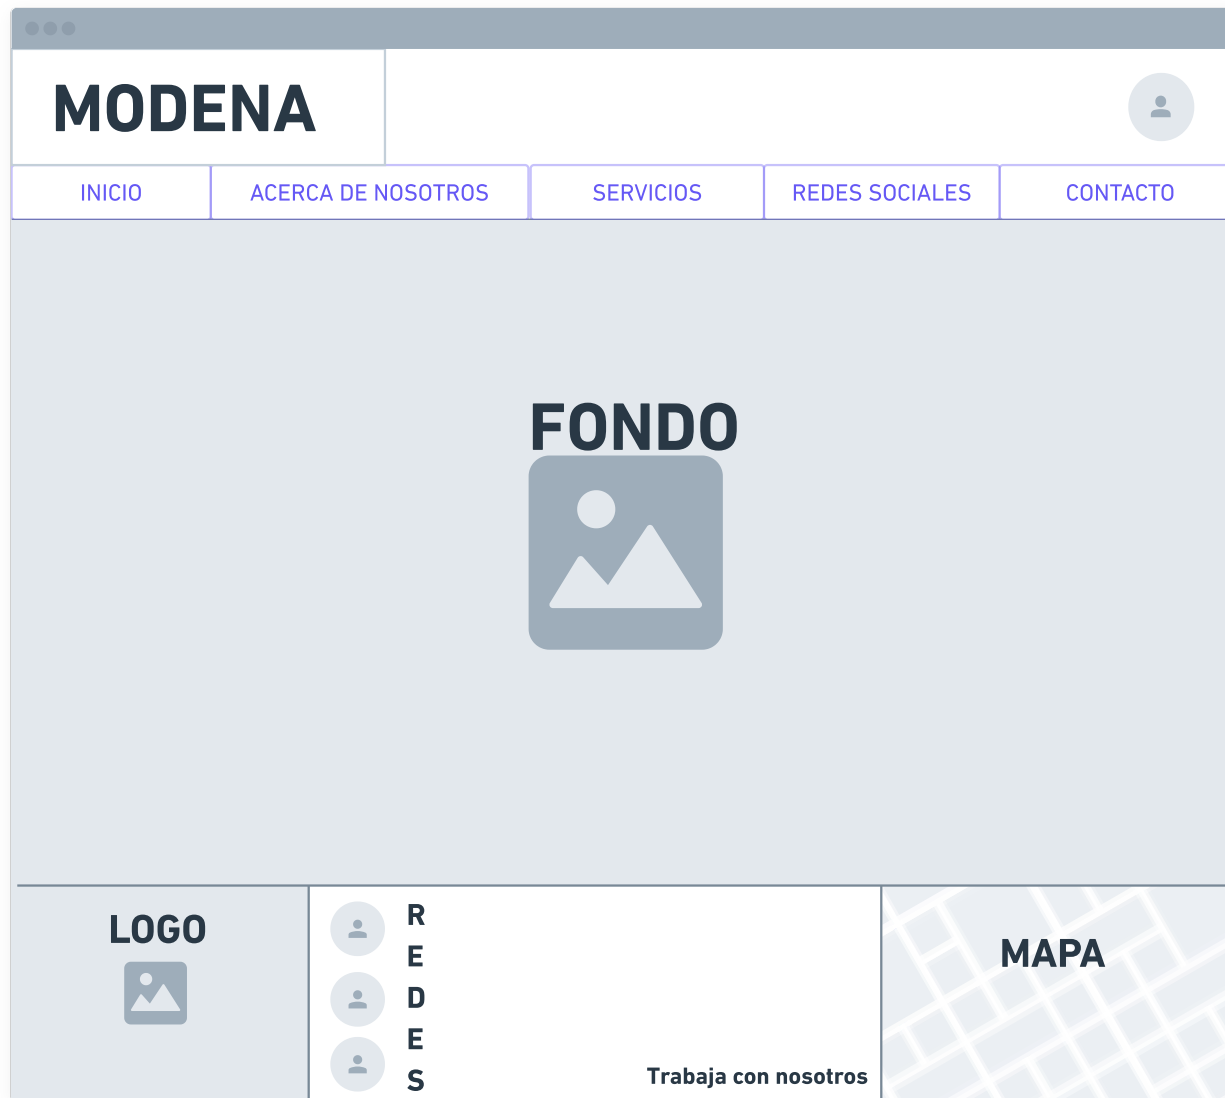 MODENA
INICIO
ACERCA DE NOSOTROS
SERVICIOS
REDES SOCIALES
CONTACTO
FONDO
LOGO
R
E
D
E
S
Trabaja con nosotros
MAPA